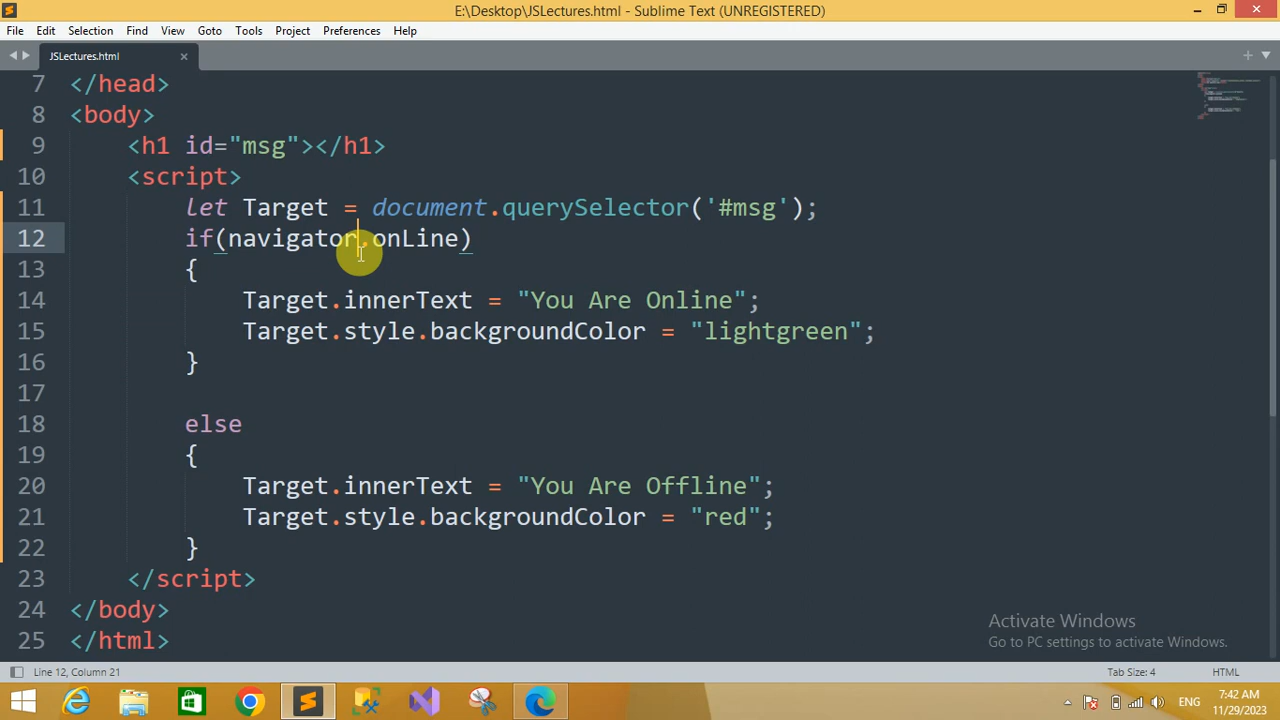 E:\Desktop\JSLectures.html - Sublime Text (UNREGISTERED)
File Edit Selection Find View Goto Tools Project Preferences Help
JSLectures.html
7 </head>
8 <body>
9 <h1 id="msg"></h1>
10 <script>
11 let Target = document.querySelector('#msg');
12 if(navigator.onLine)
13 {
14 Target.innerText = "You Are Online";
15 Target.style.backgroundColor = "lightgreen";
16 }
17
18 else
19 {
20 Target.innerText = "You Are Offline";
21 Target.style.backgroundColor = "red";
22 }
23 </script>
24 </body>
25 </html>
Activate Windows
Go to PC settings to activate Windows.
Line 12, Column 21 Tab Size: 4 HTML
ENG 7:42 AM
11/29/2023